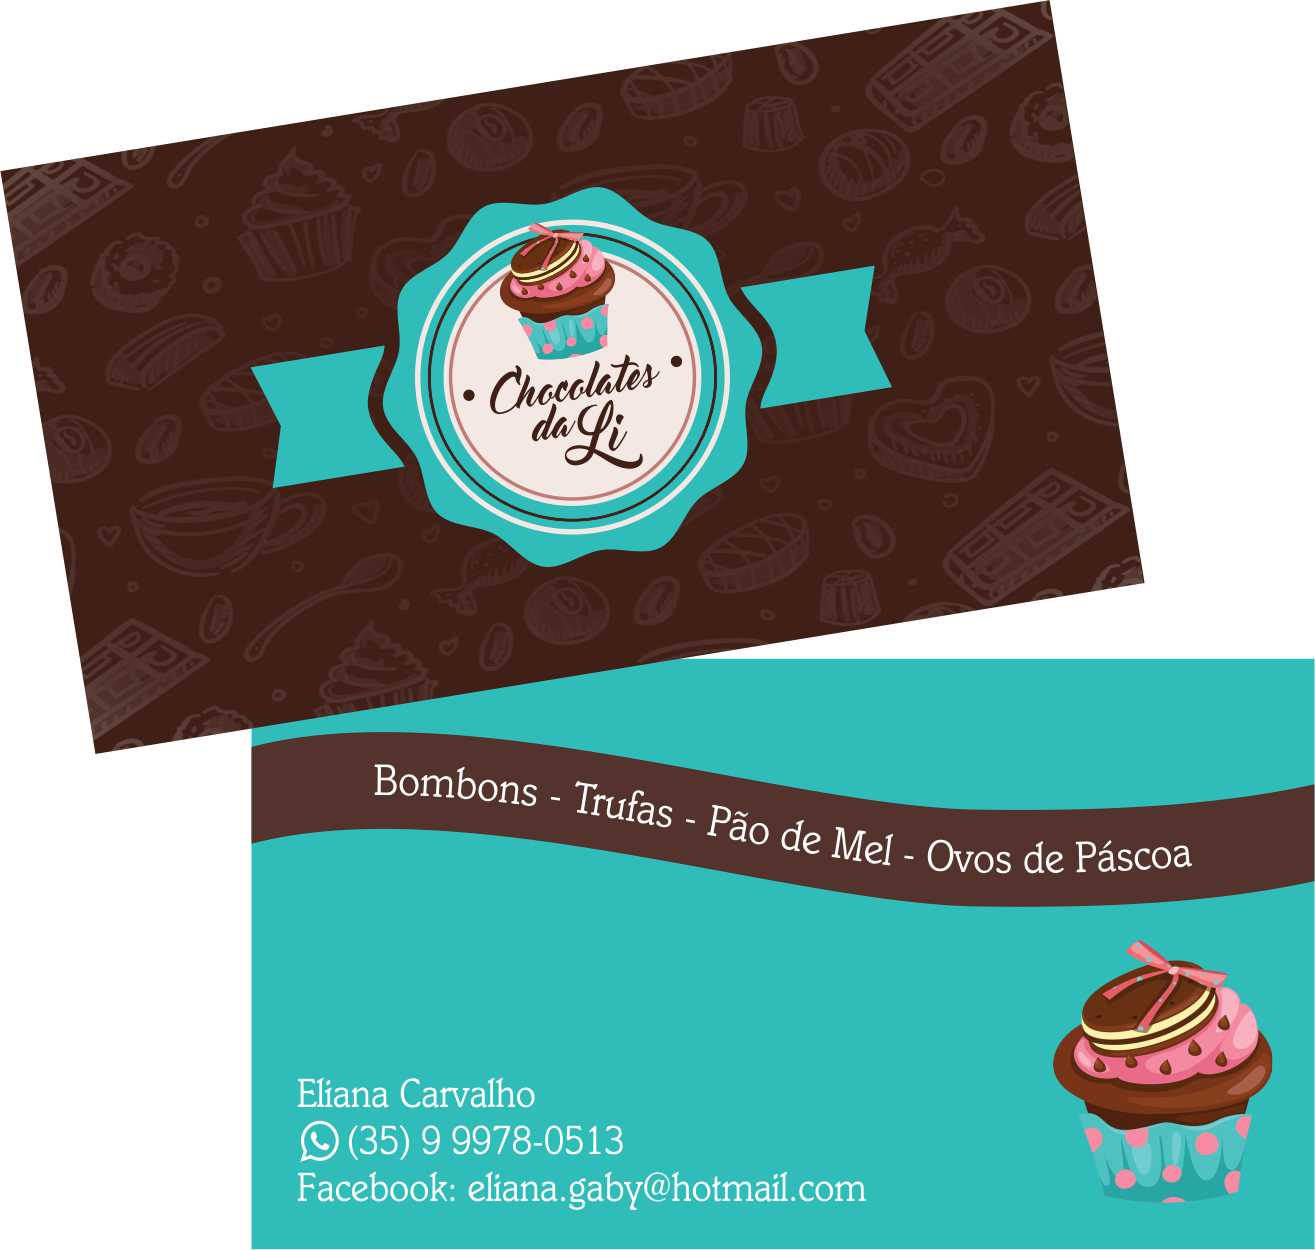 Chocolates
da Li
Bombons - Trufas - Pão de Mel - Ovos de Páscoa
Eliana Carvalho
(35) 9 9978-0513
Facebook: eliana.gaby@hotmail.com